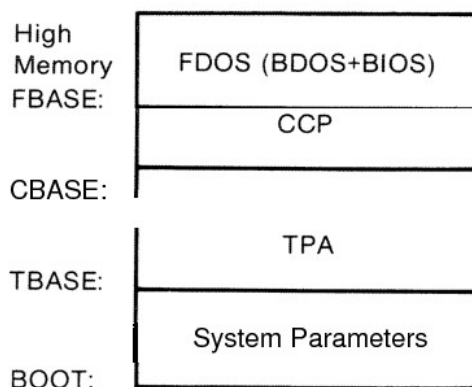 High
Memory
FBASE:
FDOS (BDOS+BIOS)
CCP
CBASE:
TPA
TBASE:
System Parameters
BOOT: